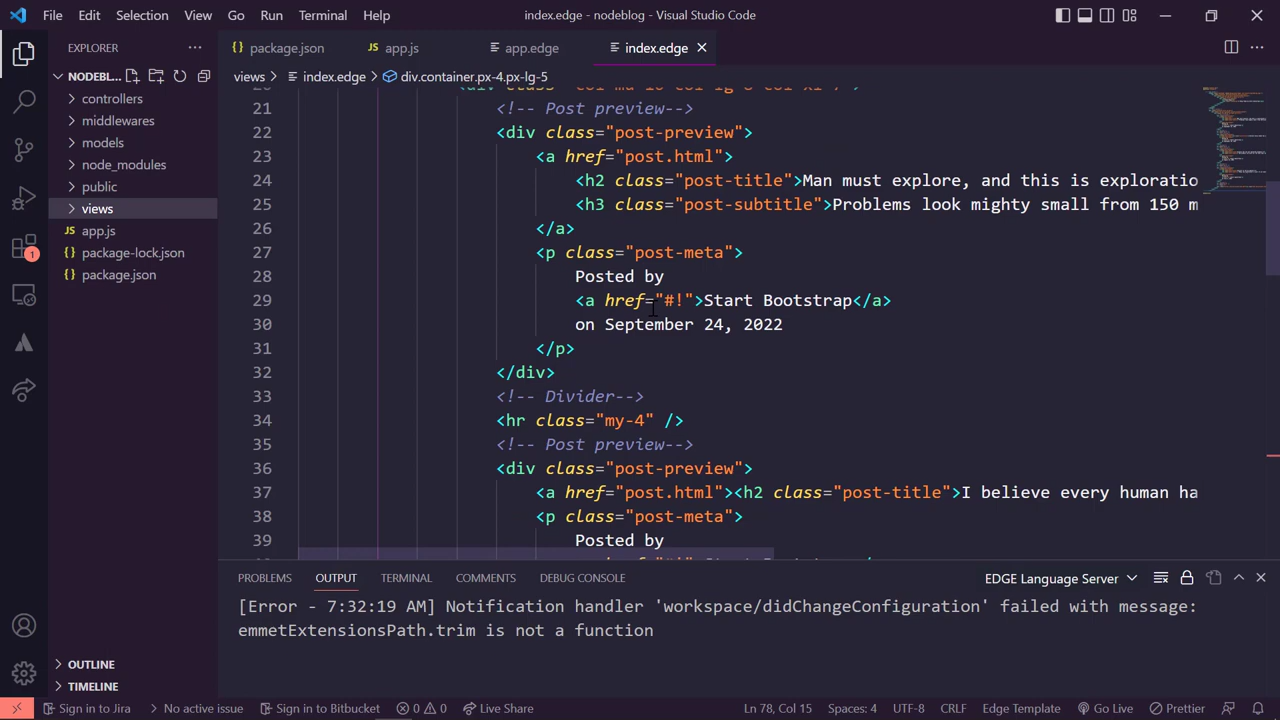 File Edit Selection View Go Run Terminal Help index.edge - nodeblog - Visual Studio Code
EXPLORER
NODEBL...
controllers
middlewares
models
node_modules
public
views
app.js
package-lock.json
package.json
OUTLINE
TIMELINE
1
package.json app.js app.edge index.edge
views > index.edge > div.container.px-4.px-lg-5
21 <!-- Post preview-->
22 <div class="post-preview">
23 <a href="post.html">
24 <h2 class="post-title">Man must explore, and this is exploratio
25 <h3 class="post-subtitle">Problems look mighty small from 150 m
26 </a>
27 <p class="post-meta">
28 Posted by
29 <a href="#!">Start Bootstrap</a>
30 on September 24, 2022
31 </p>
32 </div>
33 <!-- Divider-->
34 <hr class="my-4" />
35 <!-- Post preview-->
36 <div class="post-preview">
37 <a href="post.html"><h2 class="post-title">I believe every human ha
38 <p class="post-meta">
39 Posted by
PROBLEMS OUTPUT TERMINAL COMMENTS DEBUG CONSOLE EDGE Language Server
[Error - 7:32:19 AM] Notification handler 'workspace/didChangeConfiguration' failed with message:
emmetExtensionsPath.trim is not a function
Sign in to Jira No active issue Sign in to Bitbucket 0 0 Live Share Ln 78, Col 15 Spaces: 4 UTF-8 CRLF Edge Template Go Live Prettier